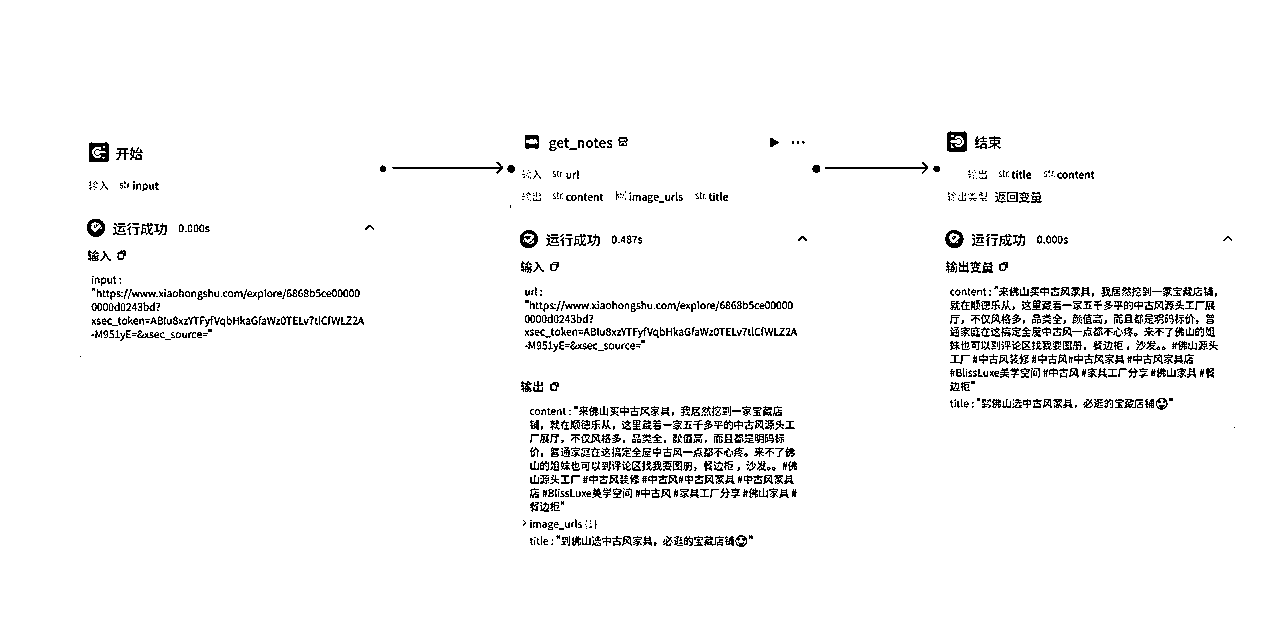 开始
输入 str. input
运行成功 0.000s
输入
input :
"https://www.xiaohongshu.com/explore/6868b5ce00000
0000d0243bd?
xsec_token=ABIu8xzYTFyfVqbHkaGfaWz0TELv7tlCfWLZ2A
-M951yE=&xsec_source="
get_notes
输入 str. url
输出 str. content image_urls str. title
运行成功 0.487s
输入
url :
"https://www.xiaohongshu.com/explore/6868b5ce00000
0000d0243bd?
xsec_token=ABIu8xzYTFyfVqbHkaGfaWz0TELv7tlCfWLZ2A
-M951yE=&xsec_source="
输出
content : "来佛山买中古风家具，我居然挖到一家宝藏店
铺，就在顺德乐从，这里藏着一家五千多平的中古风源头工
厂展厅，不仅风格多，品类全，颜值高，而且都是明码标
价，普通家庭在这搞定全屋中古风一点都不心疼。来不了佛
山的姐妹也可以到评论区找我要图册，餐边柜，沙发。。#佛
山源头工厂 #中古风装修 #中古风#中古风家具 #中古风家具
店 #BlissLuxe美学空间 #中古风 #家具工厂分享 #佛山家具 #
餐边柜"
image_urls [1]
title : "到佛山选中古风家具，必逛的宝藏店铺😍"
结束
输出 str. title str. content
输出类型 返回变量
运行成功 0.000s
输出变量
content : "来佛山买中古风家具，我居然挖到一家宝藏店铺，
就在顺德乐从，这里藏着一家五千多平的中古风源头工厂展
厅，不仅风格多，品类全，颜值高，而且都是明码标价，普
通家庭在这搞定全屋中古风一点都不心疼。来不了佛山的姐
妹也可以到评论区找我要图册，餐边柜，沙发。。#佛山源头
工厂 #中古风装修 #中古风#中古风家具 #中古风家具店
#BlissLuxe美学空间 #中古风 #家具工厂分享 #佛山家具 #餐
边柜"
title : "到佛山选中古风家具，必逛的宝藏店铺😍"